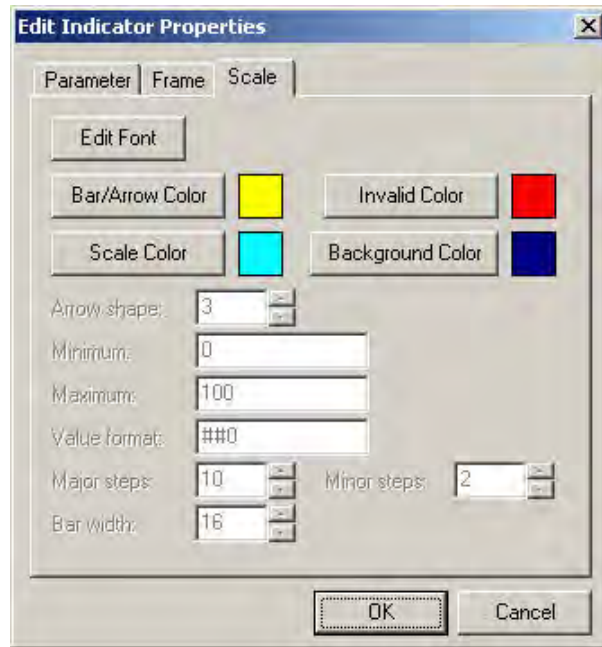 Edit Indicator Properties
Parameter Frame Scale
Edit Font
Bar/Arrow Color Invalid Color
Scale Color Background Color
Arrow shape: 3
Minimum: 0
Maximum: 100
Value format: ##0
Major steps: 10 Minor steps: 2
Bar width: 16
OK Cancel